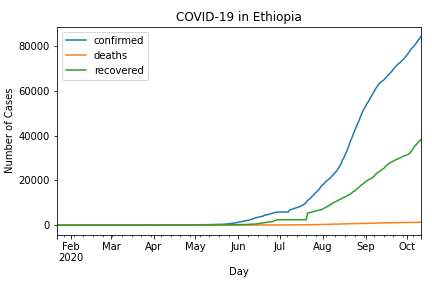 COVID-19 in Ethiopia
confirmed
deaths
recovered
80000
60000
40000
20000
0
Number of Cases
Feb Mar Apr May Jun Jul Aug Sep Oct
2020
Day